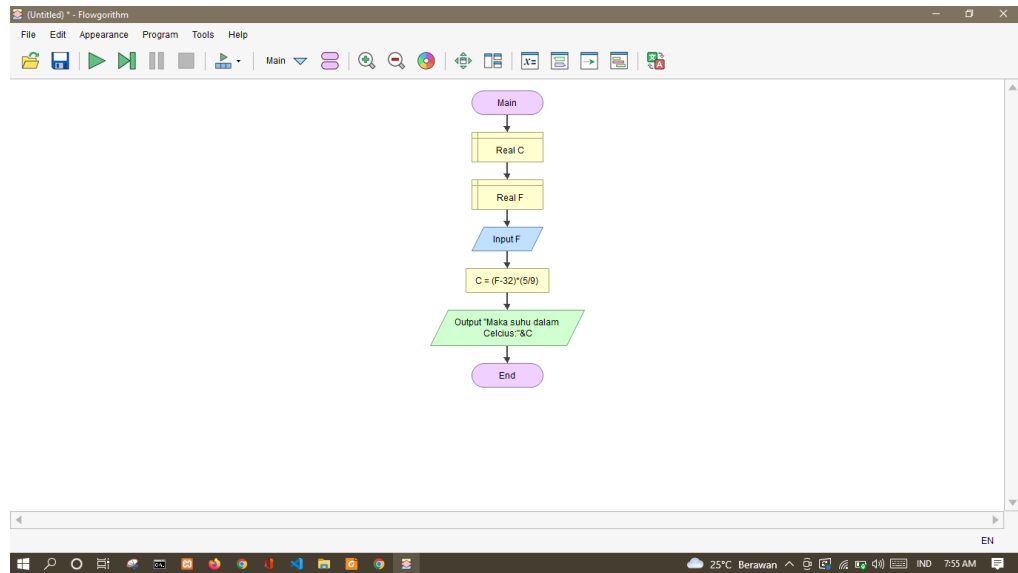 (Untitled) * - Flowgorithm
File Edit Appearance Program Tools Help
Main
x=
Main
Real C
Real F
Input F
C = (F-32)*(5/9)
Output "Maka suhu dalam
Celcius:"&C
End
EN
25°C Berawan IND 7:55 AM